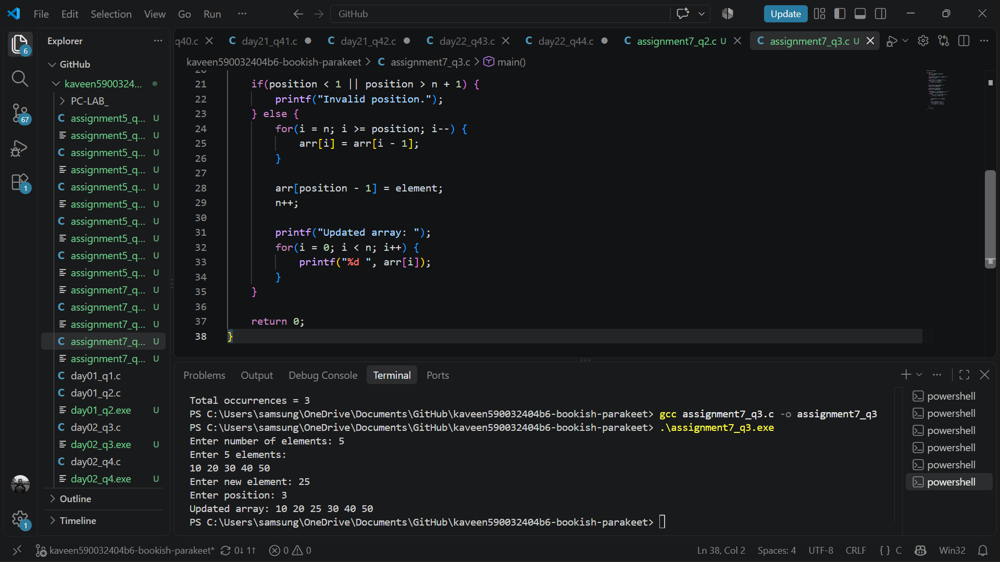 File Edit Selection View Go Run ··· GitHub Update
Explorer ···
6
GitHub
kaveen5900324...
PC-LAB_
67
assignment5_q... U
assignment5_q... U
assignment5_q... U
assignment5_q... U
1
assignment5_q... U
assignment5_q... U
assignment5_q... U
assignment5_q... U
assignment5_q... U
assignment5_q... U
assignment7_q... U
assignment7_q... U
assignment7_q... U
assignment7_q... U
assignment7_q... U
day01_q1.c
day01_q2.c
day01_q2.exe U
day02_q3.c
day02_q3.exe U
day02_q4.c
day02_q4.exe U
Outline
Timeline
1
q40.c C day21_q41.c C day21_q42.c C day22_q43.c C day22_q44.c C assignment7_q2.c U C assignment7_q3.c U
kaveen590032404b6-bookish-parakeet > C assignment7_q3.c > main()
20
21 if(position < 1 || position > n + 1) {
22 printf("Invalid position.");
23 } else {
24 for(i = n; i >= position; i--) {
25 arr[i] = arr[i - 1];
26 }
27
28 arr[position - 1] = element;
29 n++;
30
31 printf("Updated array: ");
32 for(i = 0; i < n; i++) {
33 printf("%d ", arr[i]);
34 }
35 }
36
37 return 0;
38 }
Problems Output Debug Console Terminal Ports
Total occurrences = 3
PS C:\Users\samsung\OneDrive\Documents\GitHub\kaveen590032404b6-bookish-parakeet> gcc assignment7_q3.c -o assignment7_q3
PS C:\Users\samsung\OneDrive\Documents\GitHub\kaveen590032404b6-bookish-parakeet> .\assignment7_q3.exe
Enter number of elements: 5
Enter 5 elements:
10 20 30 40 50
Enter new element: 25
Enter position: 3
Updated array: 10 20 25 30 40 50
PS C:\Users\samsung\OneDrive\Documents\GitHub\kaveen590032404b6-bookish-parakeet>
powershell
powershell
powershell
powershell
powershell
powershell
kaveen590032404b6-bookish-parakeet* 0↓ 1↑ 0 0 Ln 38, Col 2 Spaces: 4 UTF-8 CRLF { } C Win32